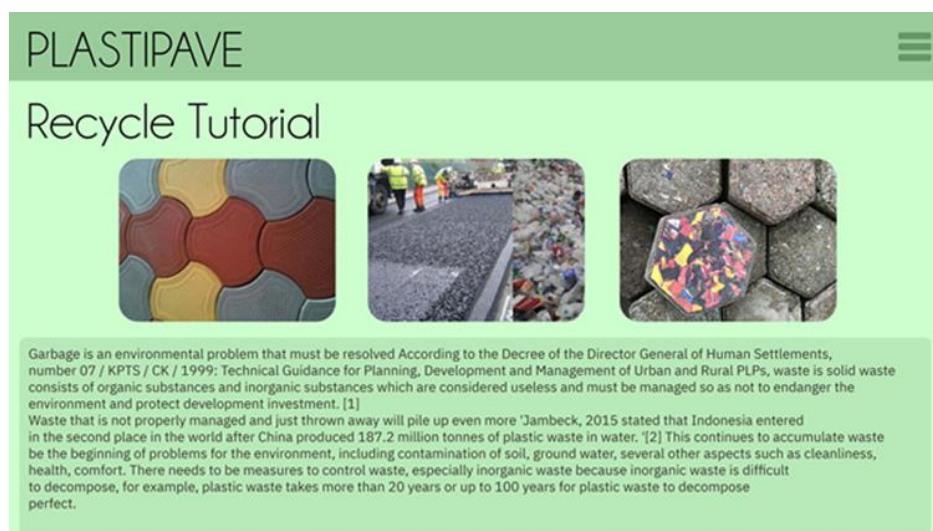 PLASTIPAVE
Recycle Tutorial
Garbage is an environmental problem that must be resolved According to the Decree of the Director General of Human Settlements,
number 07 / KPTS / CK / 1999: Technical Guidance for Planning, Development and Management of Urban and Rural PLPs, waste is solid waste
consists of organic substances and inorganic substances which are considered useless and must be managed so as not to endanger the
environment and protect development investment. [1]
Waste that is not properly managed and just thrown away will pile up even more 'Jambeck, 2015 stated that Indonesia entered
in the second place in the world after China produced 187.2 million tonnes of plastic waste in water. '[2] This continues to accumulate waste
be the beginning of problems for the environment, including contamination of soil, ground water, several other aspects such as cleanliness,
health, comfort. There needs to be measures to control waste, especially inorganic waste because inorganic waste is difficult
to decompose, for example, plastic waste takes more than 20 years or up to 100 years for plastic waste to decompose
perfect.